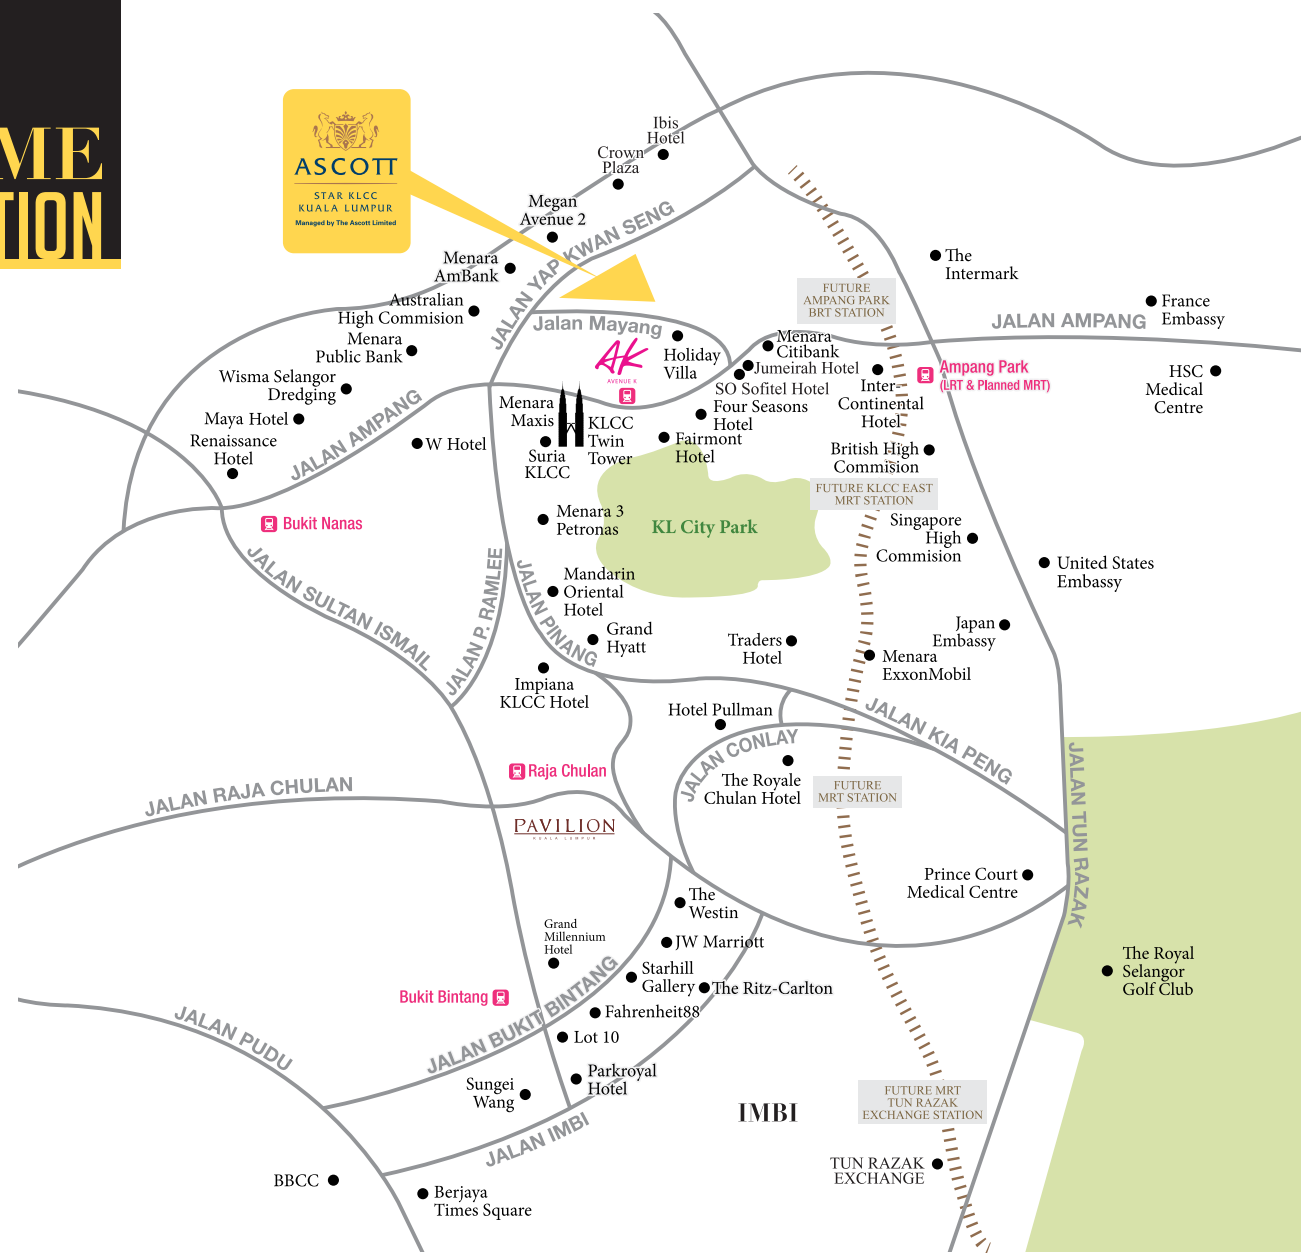 ME
TION
ASCOTT
STAR KLCC
KUALA LUMPUR
Managed by The Ascott Limited
Ibis
Hotel
Crown
Plaza
Megan
Avenue 2
Menara
AmBank
Australian
High Commision
Menara
Public Bank
Wisma Selangor
Dredging
Maya Hotel
Renaissance
Hotel
JALAN YAP KWAN SENG
Jalan Mayang
AK
AVENUE K
Holiday
Villa
Menara
Citibank
Jumeirah Hotel
SO Sofitel Hotel
Four Seasons
Hotel
Fairmont
Hotel
FUTURE
AMPANG PARK
BRT STATION
The
Intermark
JALAN AMPANG
France
Embassy
Ampang Park
(LRT & Planned MRT)
HSC
Medical
Centre
Inter-
Continental
Hotel
British High
Commision
FUTURE KLCC EAST
MRT STATION
Singapore
High
Commision
United States
Embassy
Japan
Embassy
Menara
ExxonMobil
JALAN AMPANG
W Hotel
Menara
Maxis
KLCC
Twin
Tower
Suria
KLCC
Bukit Nanas
Menara 3
Petronas
KL City Park
Mandarin
Oriental
Hotel
Grand
Hyatt
Traders
Hotel
JALAN SULTAN ISMAIL
JALAN P. RAMLEE
JALAN PINANG
Impiana
KLCC Hotel
Hotel Pullman
JALAN CONLAY
JALAN KIA PENG
JALAN TUN RAZAK
The Royale
Chulan Hotel
FUTURE
MRT STATION
Raja Chulan
JALAN RAJA CHULAN
PAVILION
KUALA LUMPUR
Prince Court
Medical Centre
The
Westin
JW Marriott
Grand
Millennium
Hotel
Starhill
Gallery
The Ritz-Carlton
Fahrenheit88
Lot 10
Bukit Bintang
JALAN BUKIT BINTANG
The Royal
Selangor
Golf Club
JALAN PUDU
Parkroyal
Hotel
Sungei
Wang
JALAN IMBI
IMBI
FUTURE MRT
TUN RAZAK
EXCHANGE STATION
TUN RAZAK
EXCHANGE
BBCC
Berjaya
Times Square